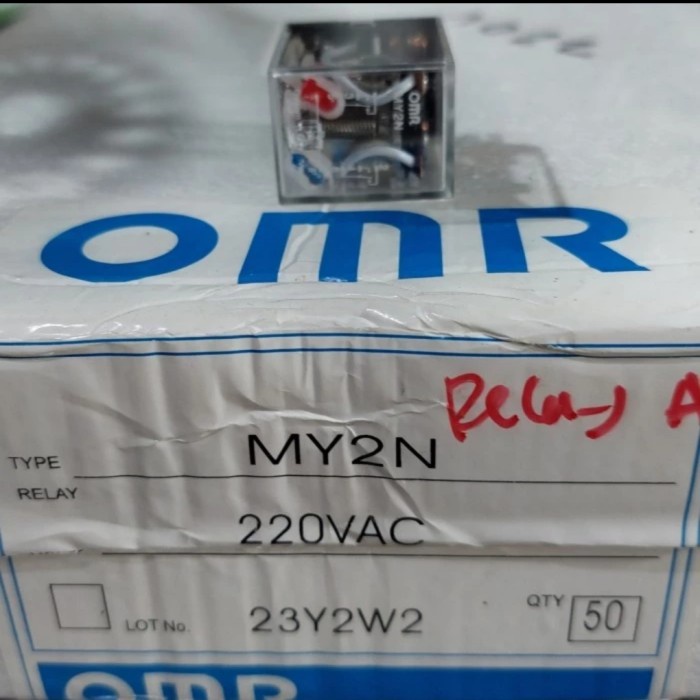 OMR
MY2N
OMR
Relay A
TYPE MY2N
RELAY
220VAC
LOT No. 23Y2W2 QTY 50
OMR